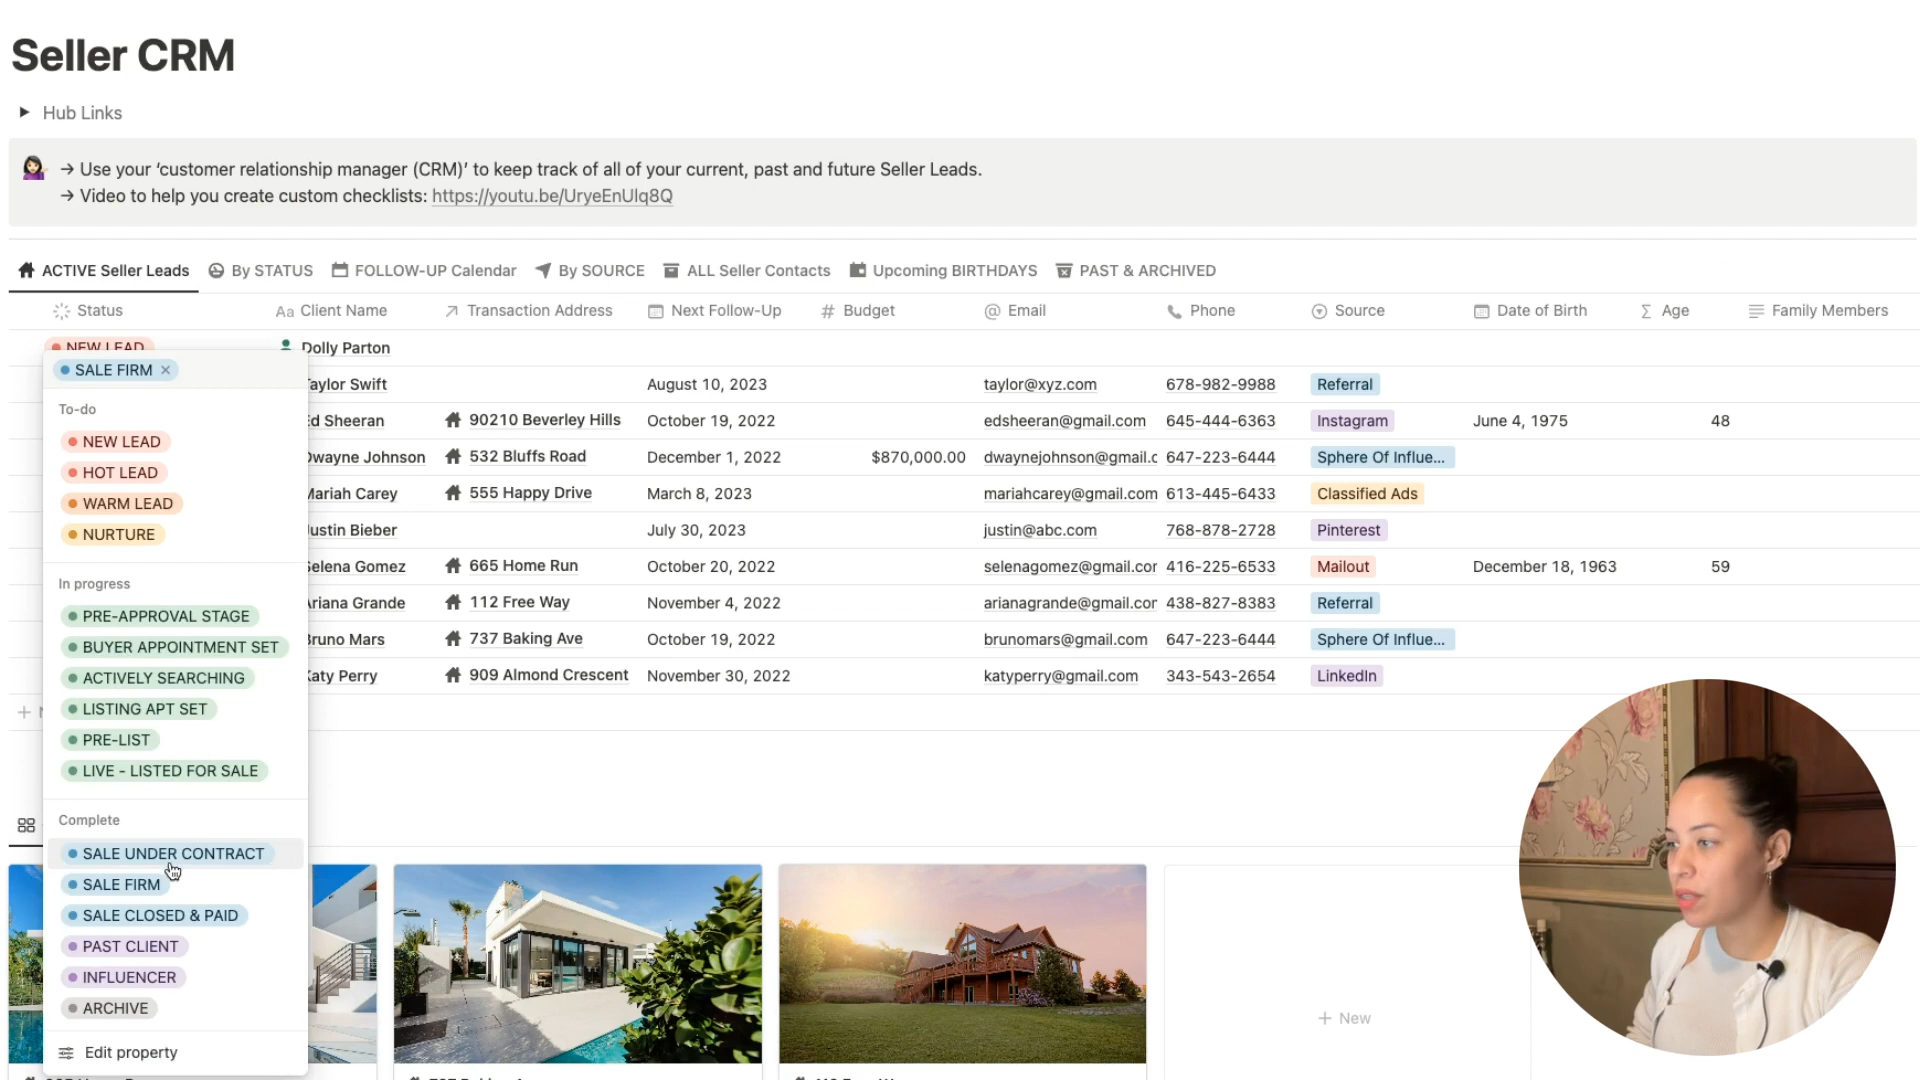 Seller CRM
Hub Links
→ Use your ‘customer relationship manager (CRM)’ to keep track of all of your current, past and future Seller Leads.
→ Video to help you create custom checklists: https://youtu.be/UryeEnUlq8Q
ACTIVE Seller Leads By STATUS FOLLOW-UP Calendar By SOURCE ALL Seller Contacts Upcoming BIRTHDAYS PAST & ARCHIVED
Status Aa Client Name Transaction Address Next Follow-Up # Budget @ Email Phone Source Date of Birth Σ Age Family Members
NEW LEAD Dolly Parton
Taylor Swift August 10, 2023 taylor@xyz.com 678-982-9988 Referral
Ed Sheeran 90210 Beverley Hills October 19, 2022 edsheeran@gmail.com 645-444-6363 Instagram June 4, 1975 48
Dwayne Johnson 532 Bluffs Road December 1, 2022 $870,000.00 dwaynejohnson@gmail.c 647-223-6444 Sphere Of Influe...
Mariah Carey 555 Happy Drive March 8, 2023 mariahcarey@gmail.com 613-445-6433 Classified Ads
Justin Bieber July 30, 2023 justin@abc.com 768-878-2728 Pinterest
Selena Gomez 665 Home Run October 20, 2022 selenagomez@gmail.cor 416-225-6533 Mailout December 18, 1963 59
Ariana Grande 112 Free Way November 4, 2022 arianagrande@gmail.cor 438-827-8383 Referral
Bruno Mars 737 Baking Ave October 19, 2022 brunomars@gmail.com 647-223-6444 Sphere Of Influe...
Katy Perry 909 Almond Crescent November 30, 2022 katyperry@gmail.com 343-543-2654 LinkedIn
SALE FIRM ×
To-do
NEW LEAD
HOT LEAD
WARM LEAD
NURTURE
In progress
PRE-APPROVAL STAGE
BUYER APPOINTMENT SET
ACTIVELY SEARCHING
LISTING APT SET
PRE-LIST
LIVE - LISTED FOR SALE
Complete
SALE UNDER CONTRACT
SALE FIRM
SALE CLOSED & PAID
PAST CLIENT
INFLUENCER
ARCHIVE
Edit property
+ New